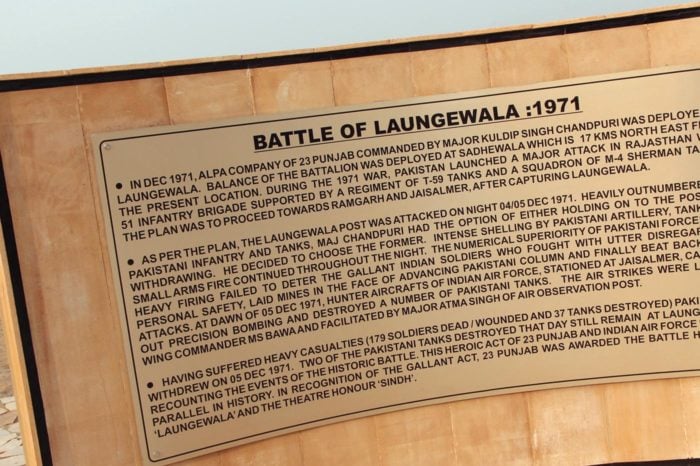 BATTLE OF LAUNGEWALA :1971
• IN DEC 1971, ALPA COMPANY OF 23 PUNJAB COMMANDED BY MAJOR KULDIP SINGH CHANDPURI WAS DEPLOYE
LAUNGEWALA. BALANCE OF THE BATTALION WAS DEPLOYED AT SADHEWALA WHICH IS 17 KMS NORTH EAST F
THE PRESENT LOCATION. DURING THE 1971 WAR, PAKISTAN LAUNCHED A MAJOR ATTACK IN RAJASTHAN
51 INFANTRY BRIGADE SUPPORTED BY A REGIMENT OF T-59 TANKS AND A SQUADRON OF M-4 SHERMAN TA
THE PLAN WAS TO PROCEED TOWARDS RAMGARH AND JAISALMER, AFTER CAPTURING LAUNGEWALA.
• AS PER THE PLAN, THE LAUNGEWALA POST WAS ATTACKED ON NIGHT 04/05 DEC 1971. HEAVILY OUTNUMBER
PAKISTANI INFANTRY AND TANKS, MAJ CHANDPURI HAD THE OPTION OF EITHER HOLDING ON TO THE POS
WITHDRAWING. HE DECIDED TO CHOOSE THE FORMER. INTENSE SHELLING BY PAKISTANI ARTILLERY, TANK
SMALL ARMS FIRE CONTINUED THROUGHOUT THE NIGHT. THE NUMERICAL SUPERIORITY OF PAKISTANI FORCE
HEAVY FIRING FAILED TO DETER THE GALLANT INDIAN SOLDIERS WHO FOUGHT WITH UTTER DISREGAR
PERSONAL SAFETY, LAID MINES IN THE FACE OF ADVANCING PAKISTANI COLUMN AND FINALLY BEAT BAC
ATTACKS. AT DAWN OF 05 DEC 1971, HUNTER AIRCRAFTS OF INDIAN AIR FORCE, STATIONED AT JAISALMER, CA
OUT PRECISION BOMBING AND DESTROYED A NUMBER OF PAKISTANI TANKS. THE AIR STRIKES WERE
WING COMMANDER MS BAWA AND FACILITATED BY MAJOR ATMA SINGH OF AIR OBSERVATION POST.
• HAVING SUFFERED HEAVY CASUALTIES (179 SOLDIERS DEAD / WOUNDED AND 37 TANKS DESTROYED) PAKI
WITHDREW ON 05 DEC 1971. TWO OF THE PAKISTANI TANKS DESTROYED THAT DAY STILL REMAIN AT LAUNG
RECOUNTING THE EVENTS OF THE HISTORIC BATTLE. THIS HEROIC ACT OF 23 PUNJAB AND INDIAN AIR FORCE
PARALLEL IN HISTORY. IN RECOGNITION OF THE GALLANT ACT, 23 PUNJAB WAS AWARDED THE BATTLE H
'LAUNGEWALA' AND THE THEATRE HONOUR 'SINDH'.